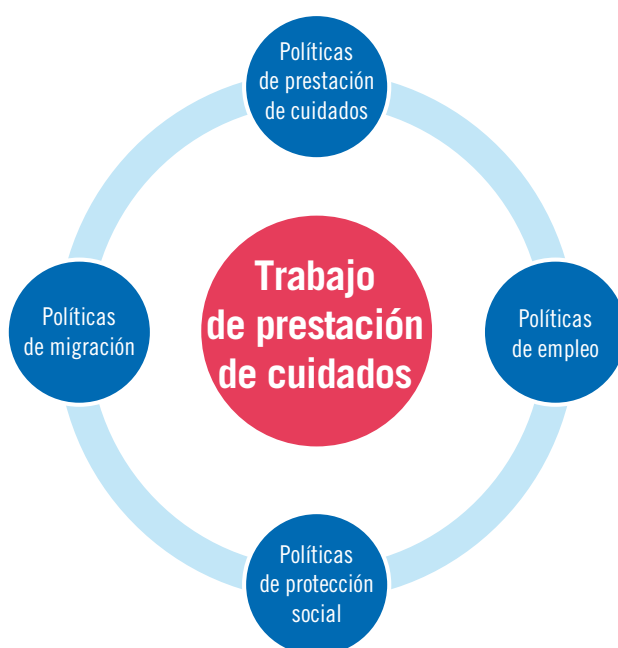 Políticas
de prestación
de cuidados
Trabajo
de prestación
de cuidados
Políticas
de migración
Políticas
de empleo
Políticas
de protección
social